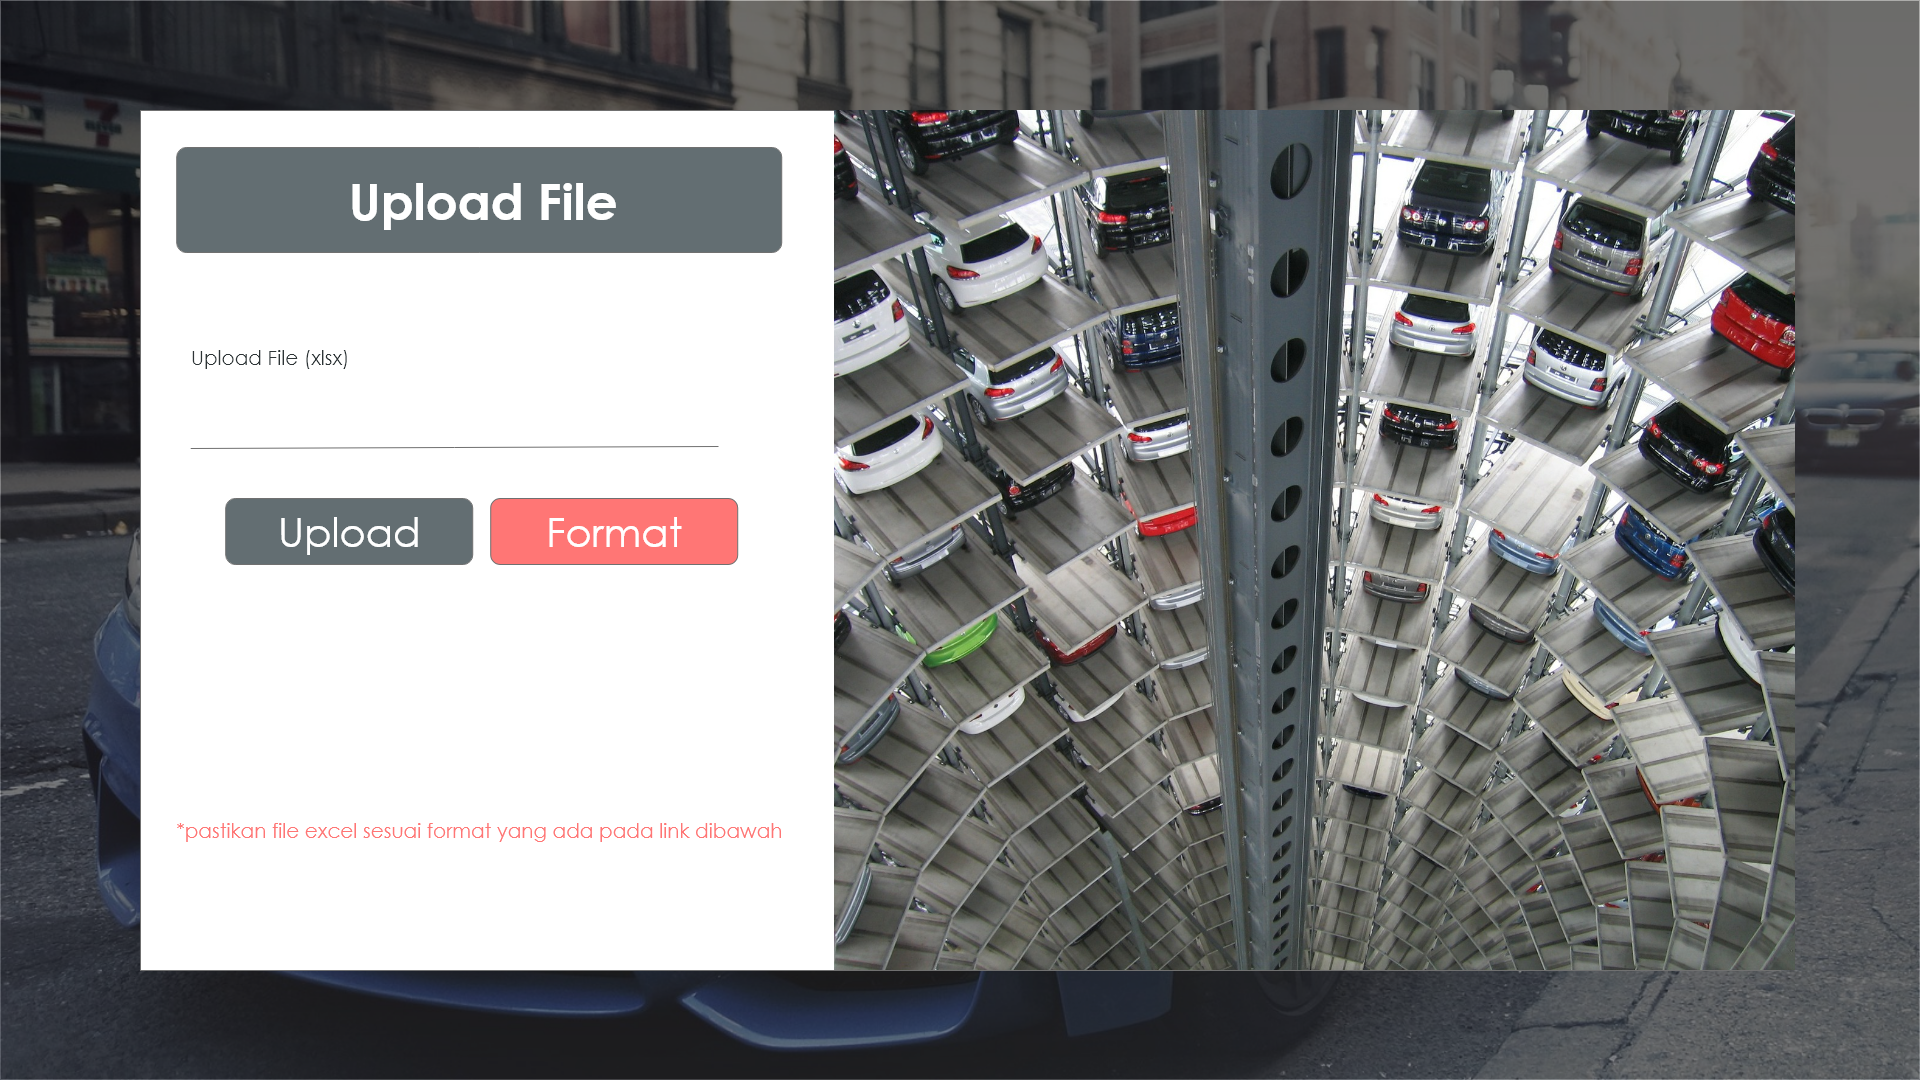 Upload File
Upload File (xlsx)
Upload
Format
*pastikan file excel sesuai format yang ada pada link dibawah